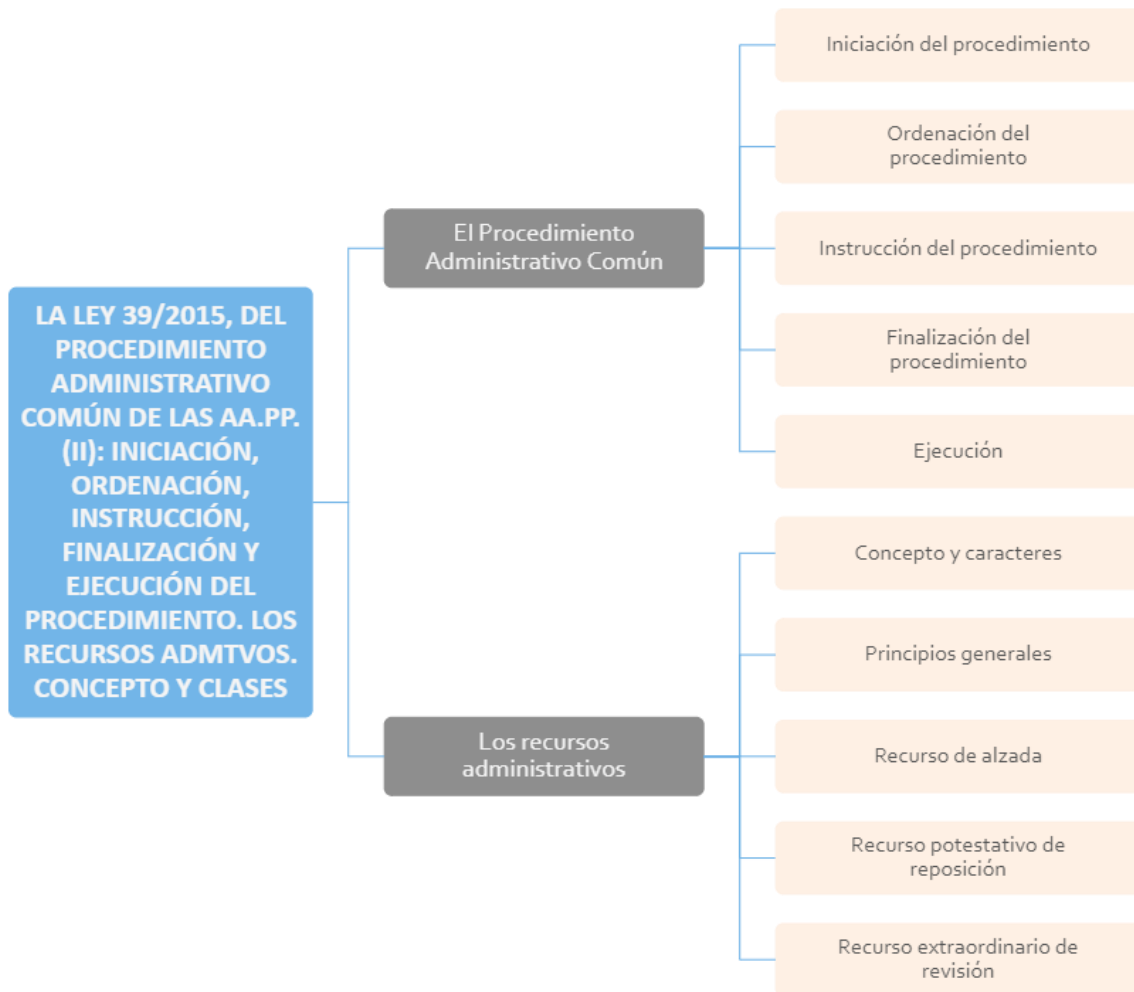 LA LEY 39/2015, DEL
PROCEDIMIENTO
ADMINISTRATIVO
COMÚN DE LAS AA.PP.
(II): INICIACIÓN,
ORDENACIÓN,
INSTRUCCIÓN,
FINALIZACIÓN Y
EJECUCIÓN DEL
PROCEDIMIENTO. LOS
RECURSOS ADMTVOS.
CONCEPTO Y CLASES
El Procedimiento
Administrativo Común
Iniciación del procedimiento
Ordenación del
procedimiento
Instrucción del procedimiento
Finalización del
procedimiento
Ejecución
Los recursos
administrativos
Concepto y caracteres
Principios generales
Recurso de alzada
Recurso potestativo de
reposición
Recurso extraordinario de
revisión